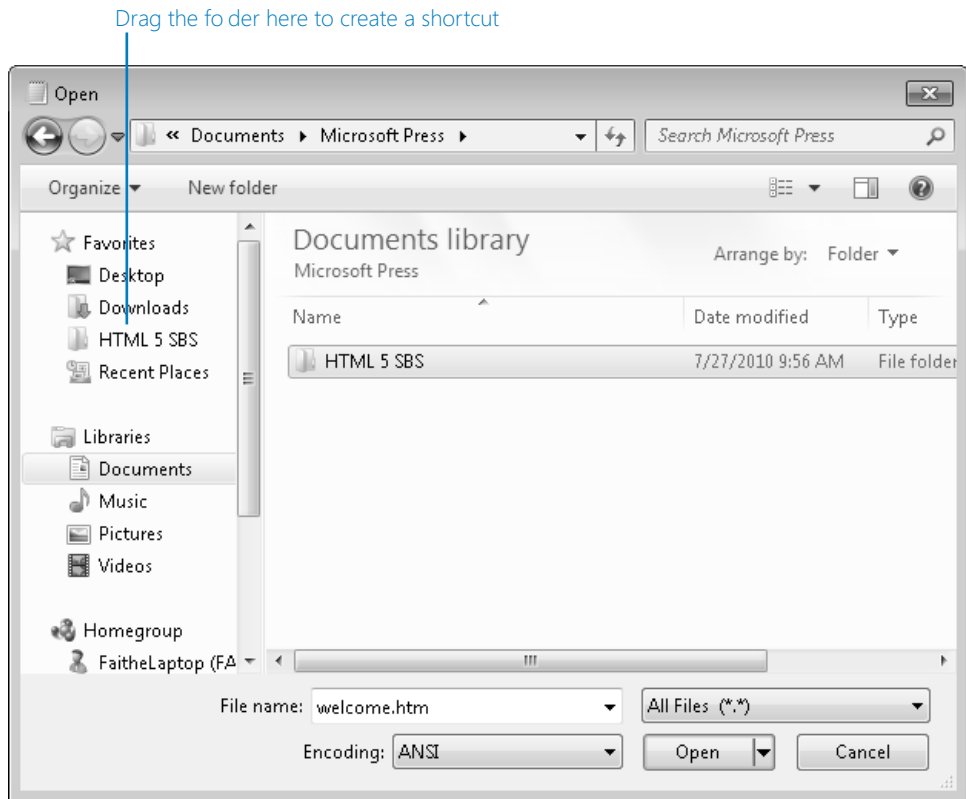 Drag the fo der here to create a shortcut
Open
« Documents Microsoft Press
Search Microsoft Press
Organize New folder
Favorites
Desktop
Downloads
HTML 5 SBS
Recent Places
Libraries
Documents
Music
Pictures
Videos
Homegroup
FaitheLaptop (FA
Documents library
Microsoft Press
Arrange by: Folder
Name Date modified Type
HTML 5 SBS 7/27/2010 9:56 AM File folder
File name: welcome.htm All Files (*.*)
Encoding: ANSI Open Cancel